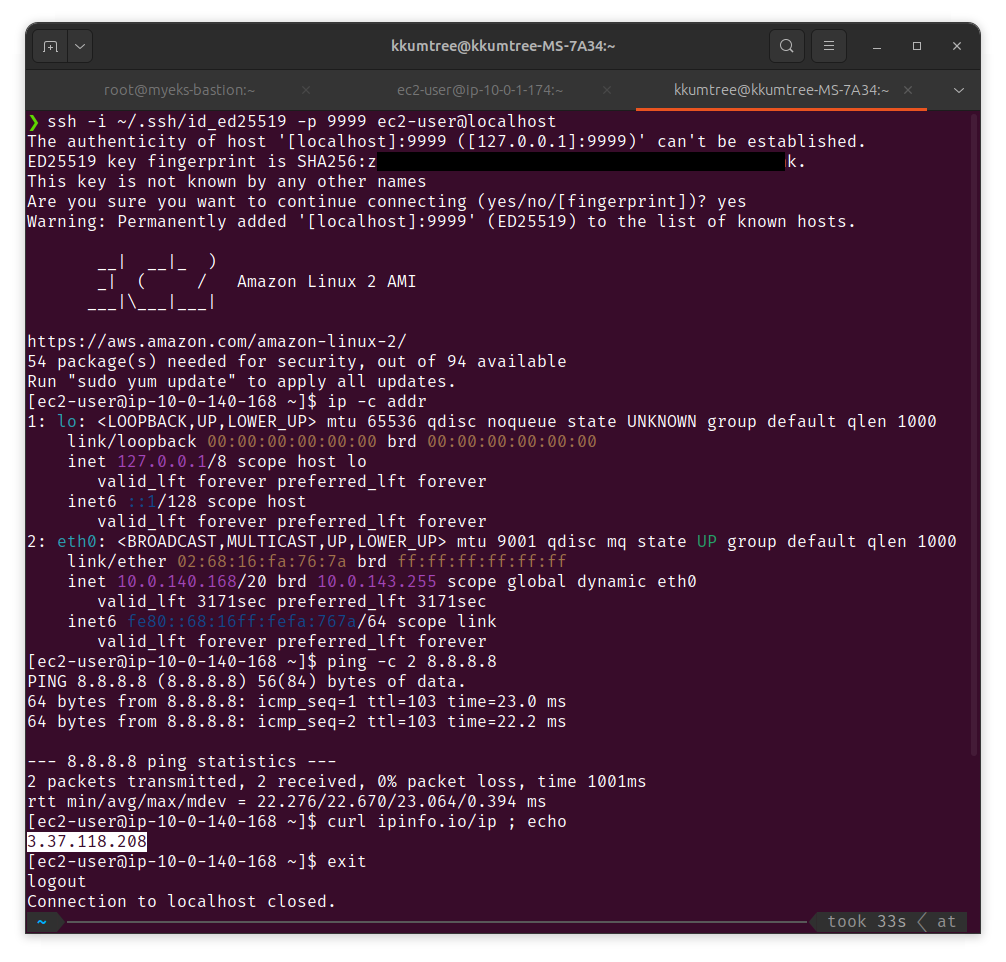 kkumtree@kkumtree-MS-7A34:~
root@myeks-bastion:~
ec2-user@ip-10-0-1-174:~
kkumtree@kkumtree-MS-7A34:~
❯ ssh -i ~/.ssh/id_ed25519 -p 9999 ec2-user@localhost
The authenticity of host '[localhost]:9999 ([127.0.0.1]:9999)' can't be established.
ED25519 key fingerprint is SHA256:z k.
This key is not known by any other names
Are you sure you want to continue connecting (yes/no/[fingerprint])? yes
Warning: Permanently added '[localhost]:9999' (ED25519) to the list of known hosts.
       __|  __|_  )
       _|  (     /   Amazon Linux 2 AMI
      ___|\___|___|
https://aws.amazon.com/amazon-linux-2/
54 package(s) needed for security, out of 94 available
Run "sudo yum update" to apply all updates.
[ec2-user@ip-10-0-140-168 ~]$ ip -c addr
1: lo: <LOOPBACK,UP,LOWER_UP> mtu 65536 qdisc noqueue state UNKNOWN group default qlen 1000
    link/loopback 00:00:00:00:00:00 brd 00:00:00:00:00:00
    inet 127.0.0.1/8 scope host lo
       valid_lft forever preferred_lft forever
    inet6 ::1/128 scope host
       valid_lft forever preferred_lft forever
2: eth0: <BROADCAST,MULTICAST,UP,LOWER_UP> mtu 9001 qdisc mq state UP group default qlen 1000
    link/ether 02:68:16:fa:76:7a brd ff:ff:ff:ff:ff:ff
    inet 10.0.140.168/20 brd 10.0.143.255 scope global dynamic eth0
       valid_lft 3171sec preferred_lft 3171sec
    inet6 fe80::68:16ff:fefa:767a/64 scope link
       valid_lft forever preferred_lft forever
[ec2-user@ip-10-0-140-168 ~]$ ping -c 2 8.8.8.8
PING 8.8.8.8 (8.8.8.8) 56(84) bytes of data.
64 bytes from 8.8.8.8: icmp_seq=1 ttl=103 time=23.0 ms
64 bytes from 8.8.8.8: icmp_seq=2 ttl=103 time=22.2 ms
--- 8.8.8.8 ping statistics ---
2 packets transmitted, 2 received, 0% packet loss, time 1001ms
rtt min/avg/max/mdev = 22.276/22.670/23.064/0.394 ms
[ec2-user@ip-10-0-140-168 ~]$ curl ipinfo.io/ip ; echo
3.37.118.208
[ec2-user@ip-10-0-140-168 ~]$ exit
logout
Connection to localhost closed.
~ took 33s at